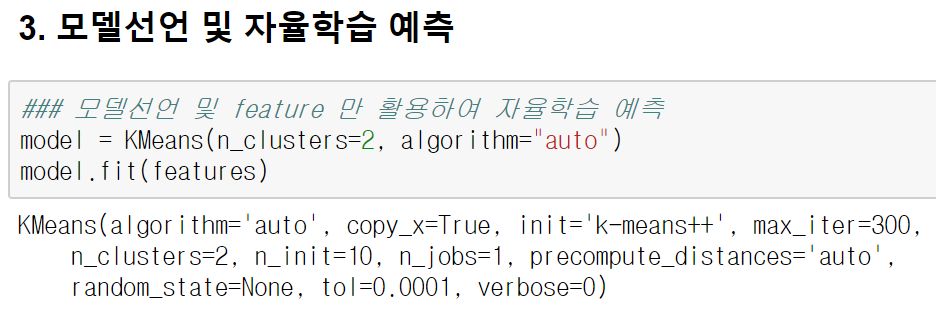 3. 모델선언 및 자율학습 예측
### 모델선언 및 feature 만 활용하여 자율학습 예측
model = KMeans(n_clusters=2, algorithm="auto")
model.fit(features)
KMeans(algorithm='auto', copy_x=True, init='k-means++', max_iter=300,
n_clusters=2, n_init=10, n_jobs=1, precompute_distances='auto',
random_state=None, tol=0.0001, verbose=0)